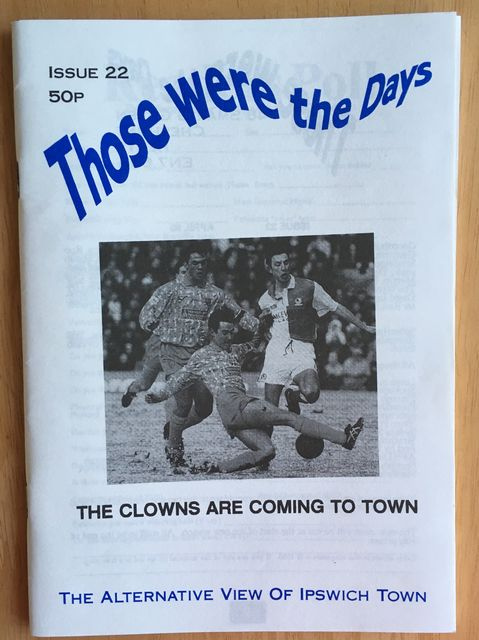 ISSUE 22
50P
Those were the Days
THE CLOWNS ARE COMING TO TOWN
THE ALTERNATIVE VIEW OF IPSWICH TOWN